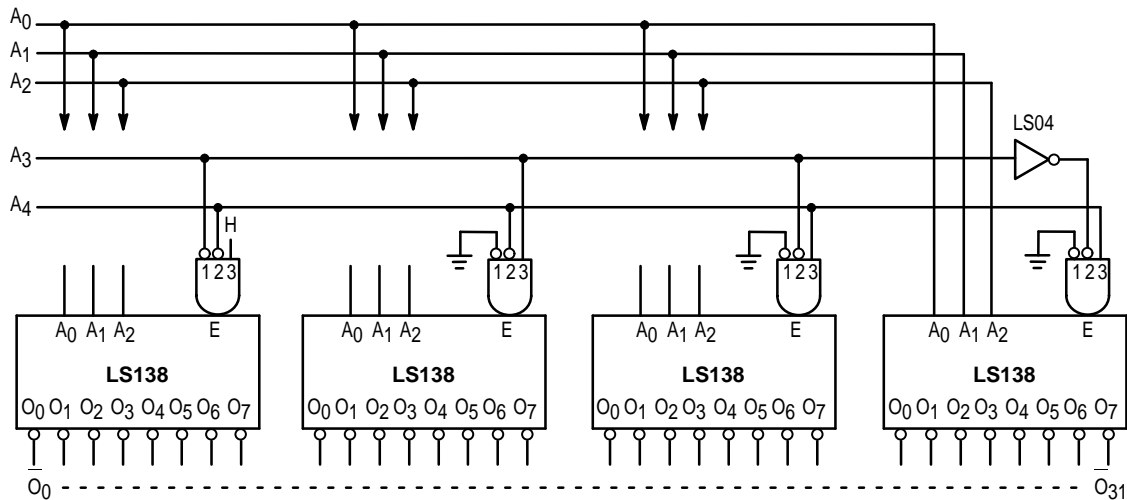 A0
A1
A2
LS04
A3
A4
H
123 123 123 123
A0 A1 A2 E A0 A1 A2 E A0 A1 A2 E A0 A1 A2 E
LS138 LS138 LS138 LS138
O0 O1 O2 O3 O4 O5 O6 O7 O0 O1 O2 O3 O4 O5 O6 O7 O0 O1 O2 O3 O4 O5 O6 O7 O0 O1 O2 O3 O4 O5 O6 O7
O̅0 O̅31